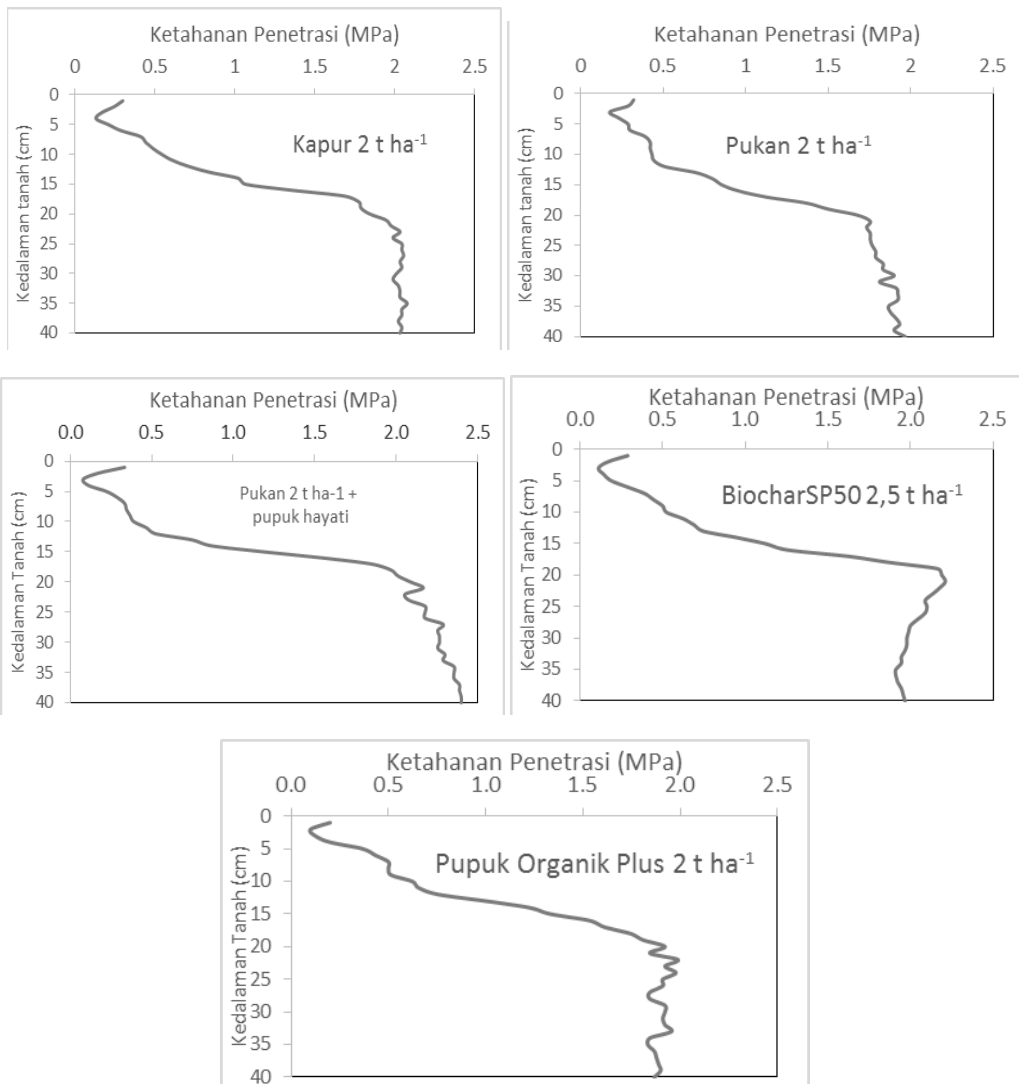 Ketahanan Penetrasi (MPa)
0 0.5 1 1.5 2 2.5
0
5
10
15
20
25
30
35
40
Kedalaman tanah (cm)
Kapur 2 t ha-1
Ketahanan Penetrasi (MPa)
0 0.5 1 1.5 2 2.5
0
5
10
15
20
25
30
35
40
Kedalaman tanah (cm)
Pukan 2 t ha-1
Ketahanan Penetrasi (MPa)
0.0 0.5 1.0 1.5 2.0 2.5
0
5
10
15
20
25
30
35
40
Kedalaman Tanah (cm)
Pukan 2 t ha-1 +
pupuk hayati
Ketahanan Penetrasi (MPa)
0.0 0.5 1.0 1.5 2.0 2.5
0
5
10
15
20
25
30
35
40
Kedalaman Tanah (cm)
BiocharSP50 2,5 t ha-1
Ketahanan Penetrasi (MPa)
0.0 0.5 1.0 1.5 2.0 2.5
0
5
10
15
20
25
30
35
40
Kedalaman Tanah (cm)
Pupuk Organik Plus 2 t ha-1